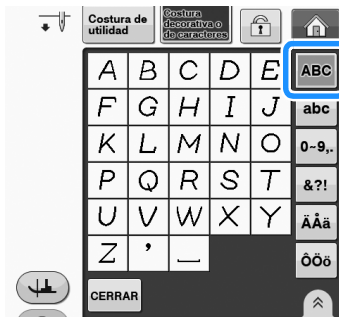 Costura de
utilidad
Costura
decorativa o
de caracteres
A B C D E
ABC
F G H I J
abc
K L M N O
0~9,.
P Q R S T
&?!
U V W X Y
ÄÅä
Z ' _
ÔÖö
CERRAR